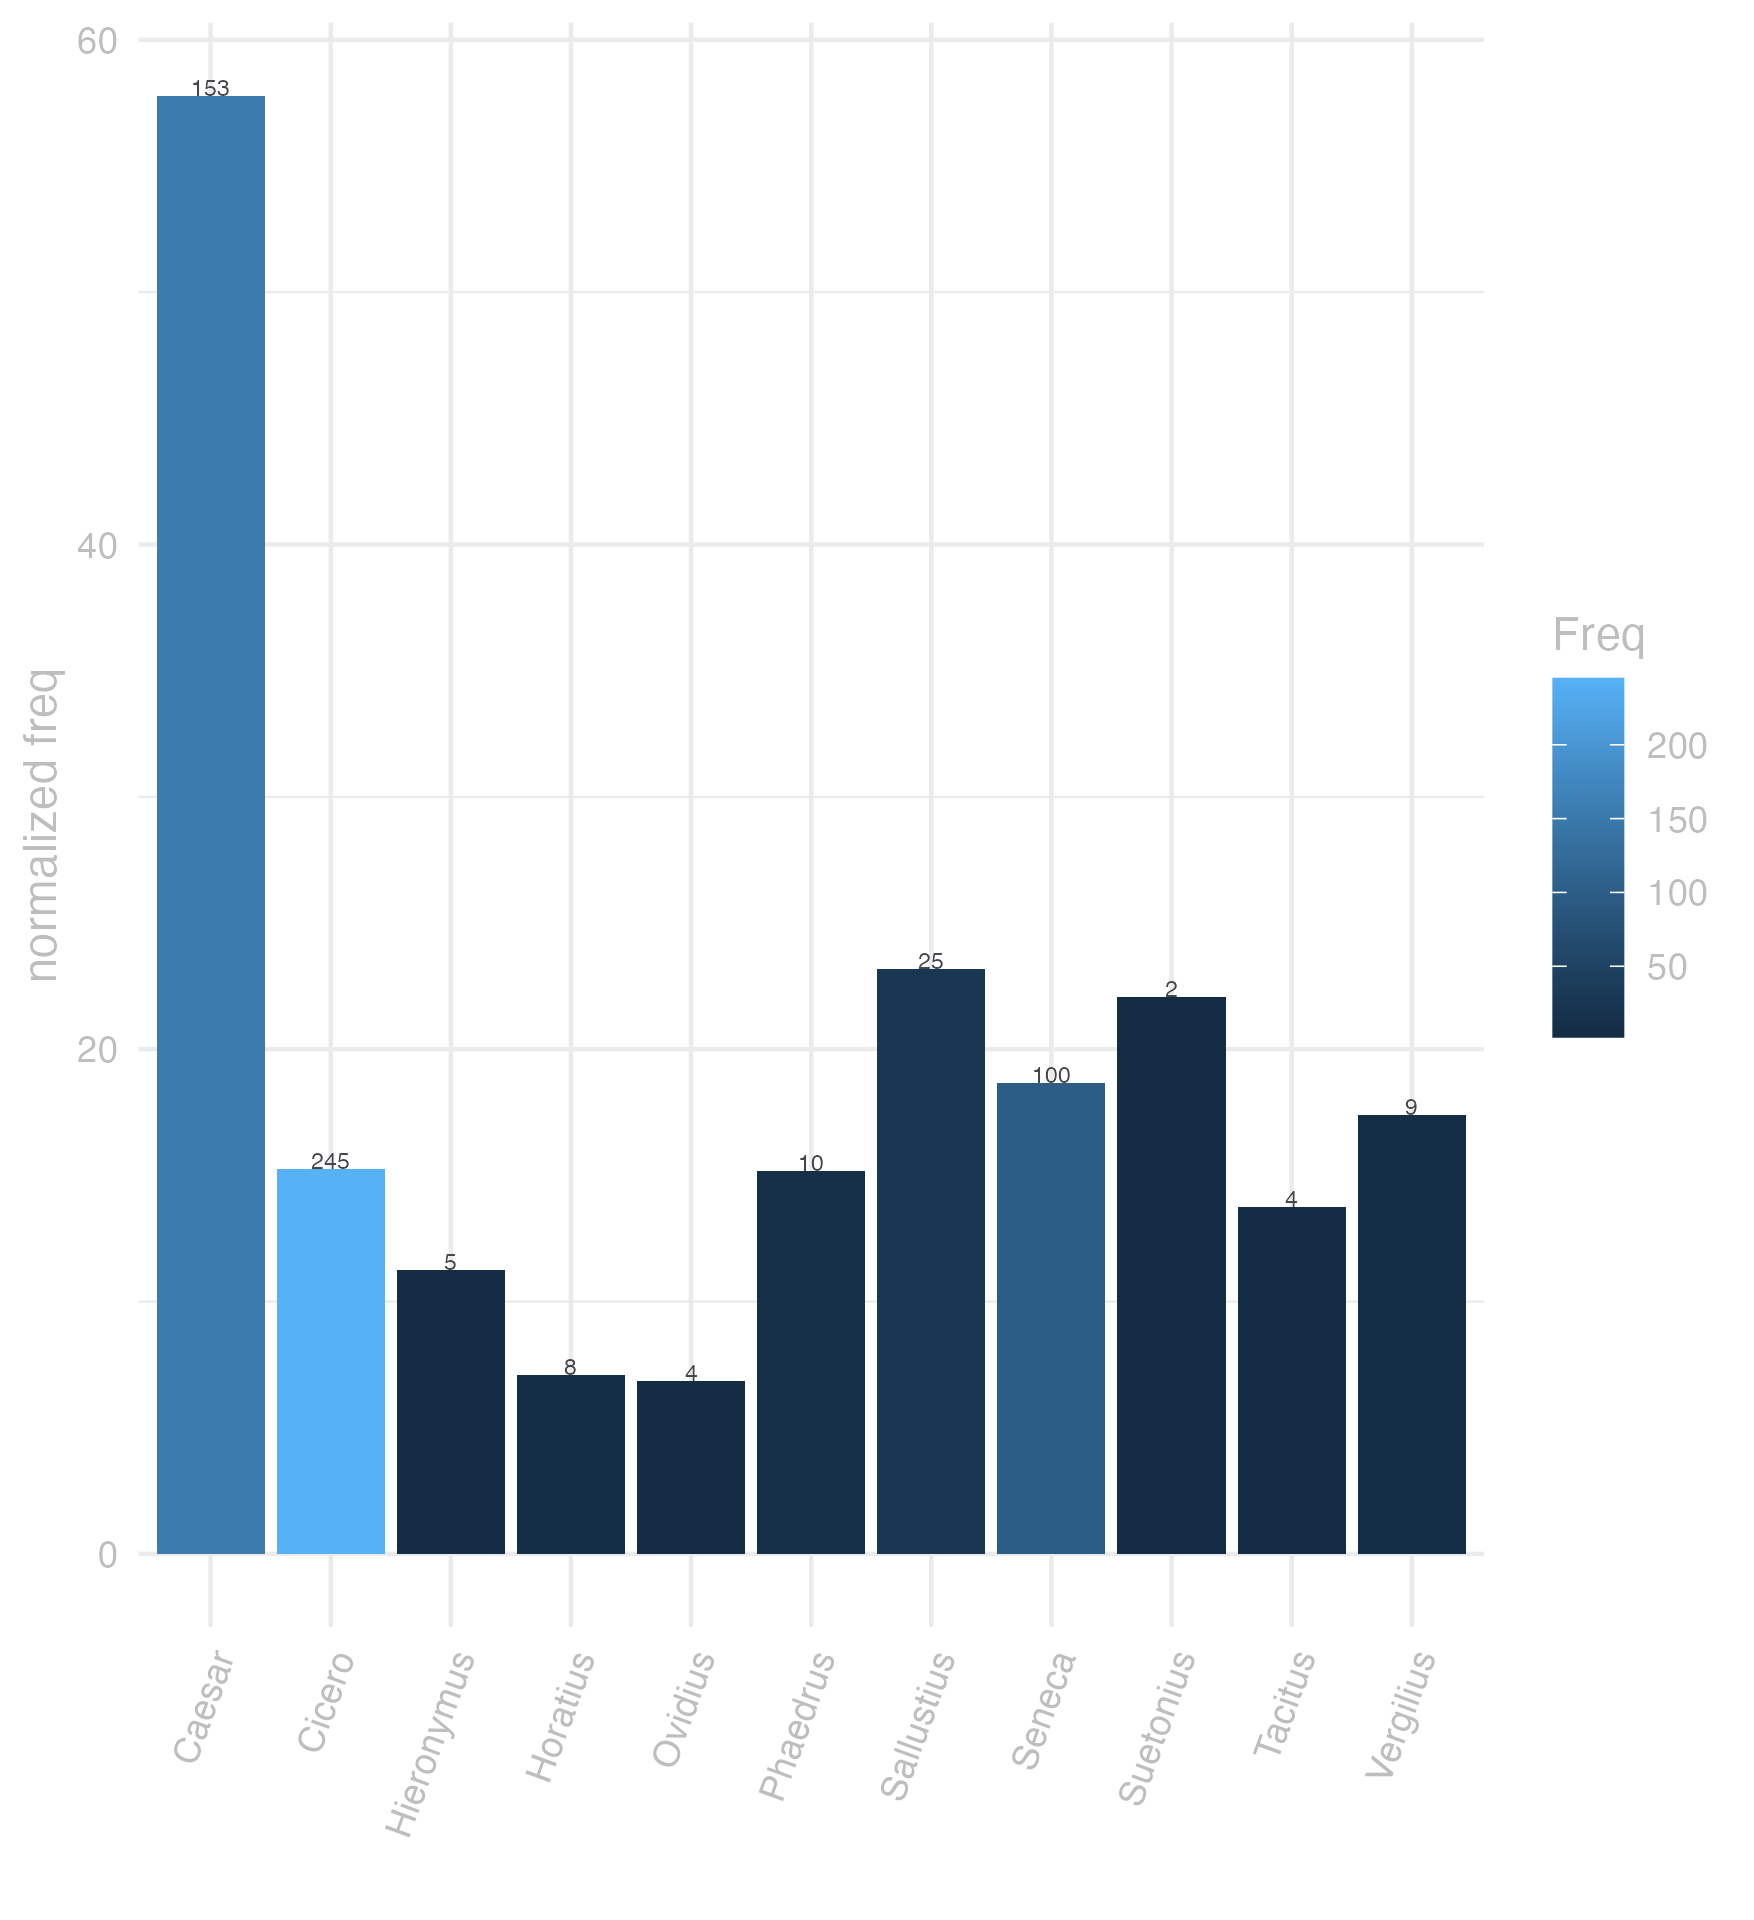 normalized freq
60
40
20
0
153
245
5
8
4
10
25
100
2
4
9
Caesar
Cicero
Hieronymus
Horatius
Ovidius
Phaedrus
Sallustius
Seneca
Suetonius
Tacitus
Vergilius
Freq
200
150
100
50